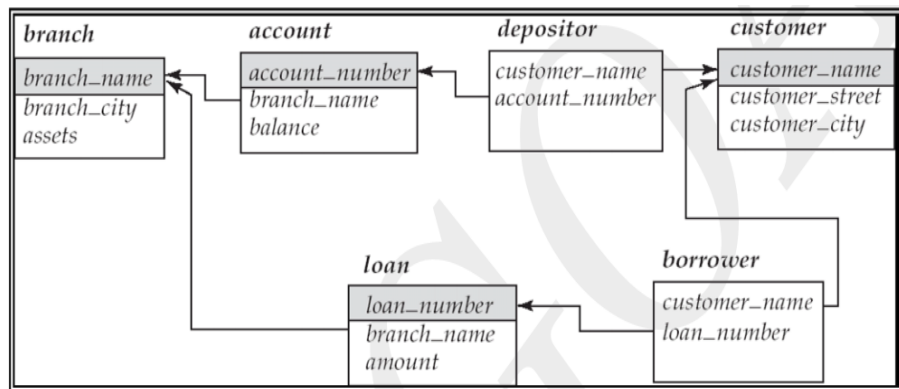 branch
branch_name
branch_city
assets
account
account_number
branch_name
balance
depositor
customer_name
account_number
customer
customer_name
customer_street
customer_city
loan
loan_number
branch_name
amount
borrower
customer_name
loan_number